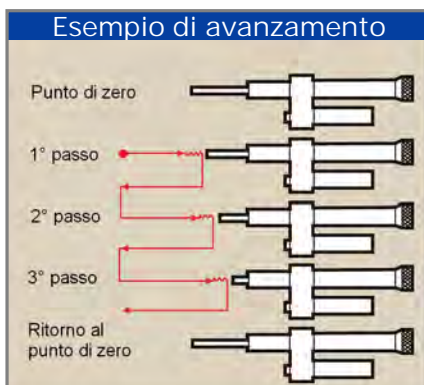 Esempio di avanzamento
Punto di zero
1° passo
2° passo
3° passo
Ritorno al
punto di zero